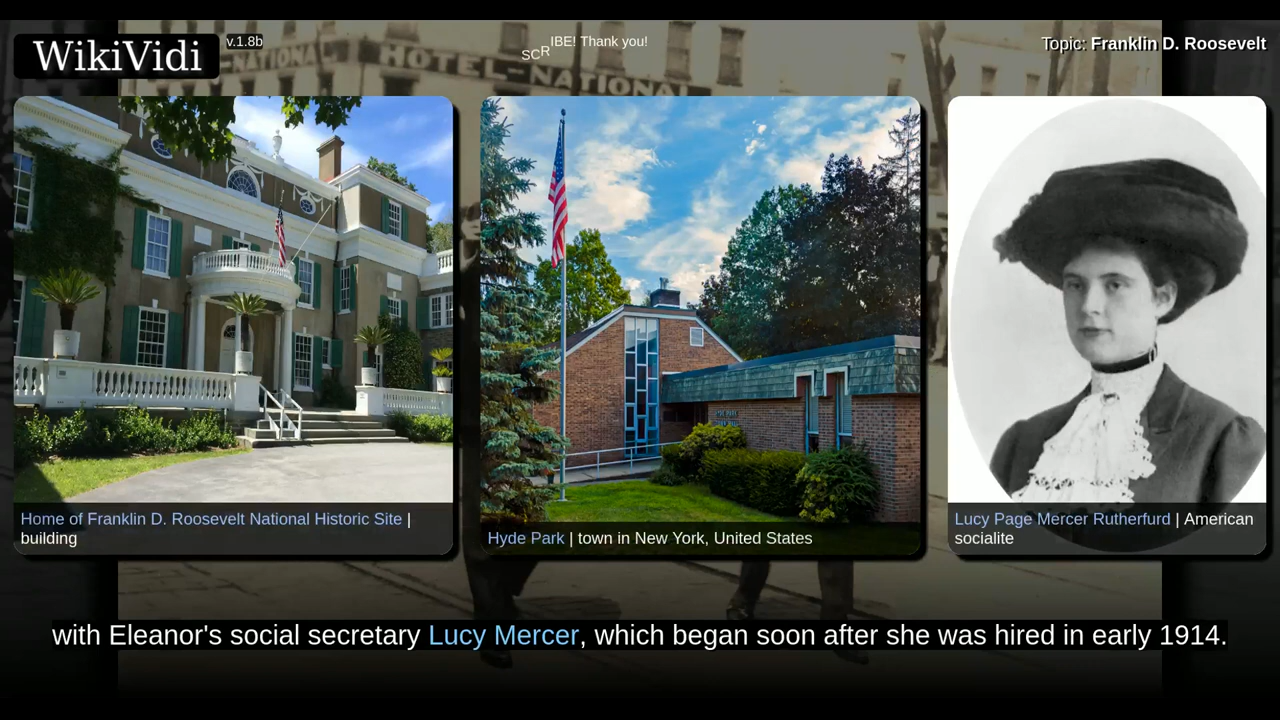 WikiVidi
v.1.8b
SCRIBE! Thank you!
Topic: Franklin D. Roosevelt
-NATIONAL
HOTEL-NATIONAL
Home of Franklin D. Roosevelt National Historic Site |
building
Hyde Park | town in New York, United States
Lucy Page Mercer Rutherfurd | American
socialite
with Eleanor's social secretary Lucy Mercer, which began soon after she was hired in early 1914.